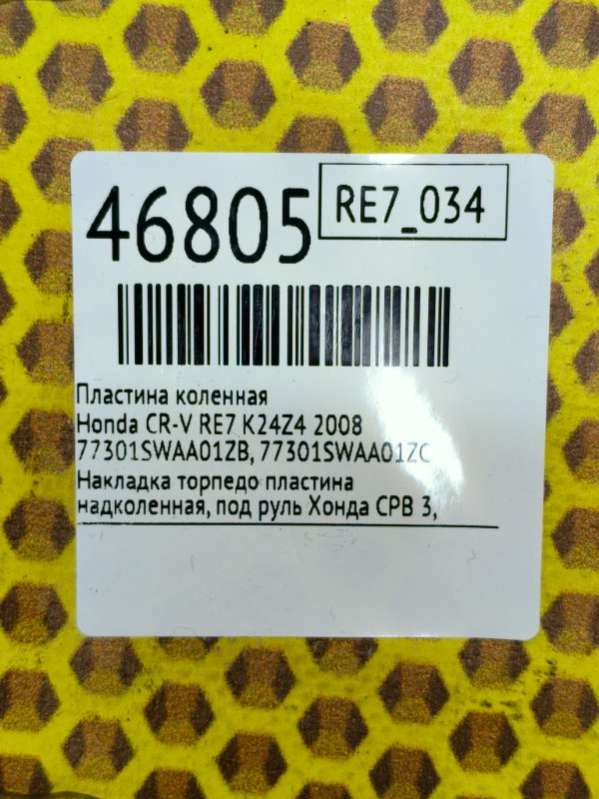 46805
RE7_034
Пластина коленная
Honda CR-V RE7 K24Z4 2008
77301SWAA01ZB, 77301SWAA01ZC
Накладка торпедо пластина
надколенная, под руль Хонда СРВ 3,